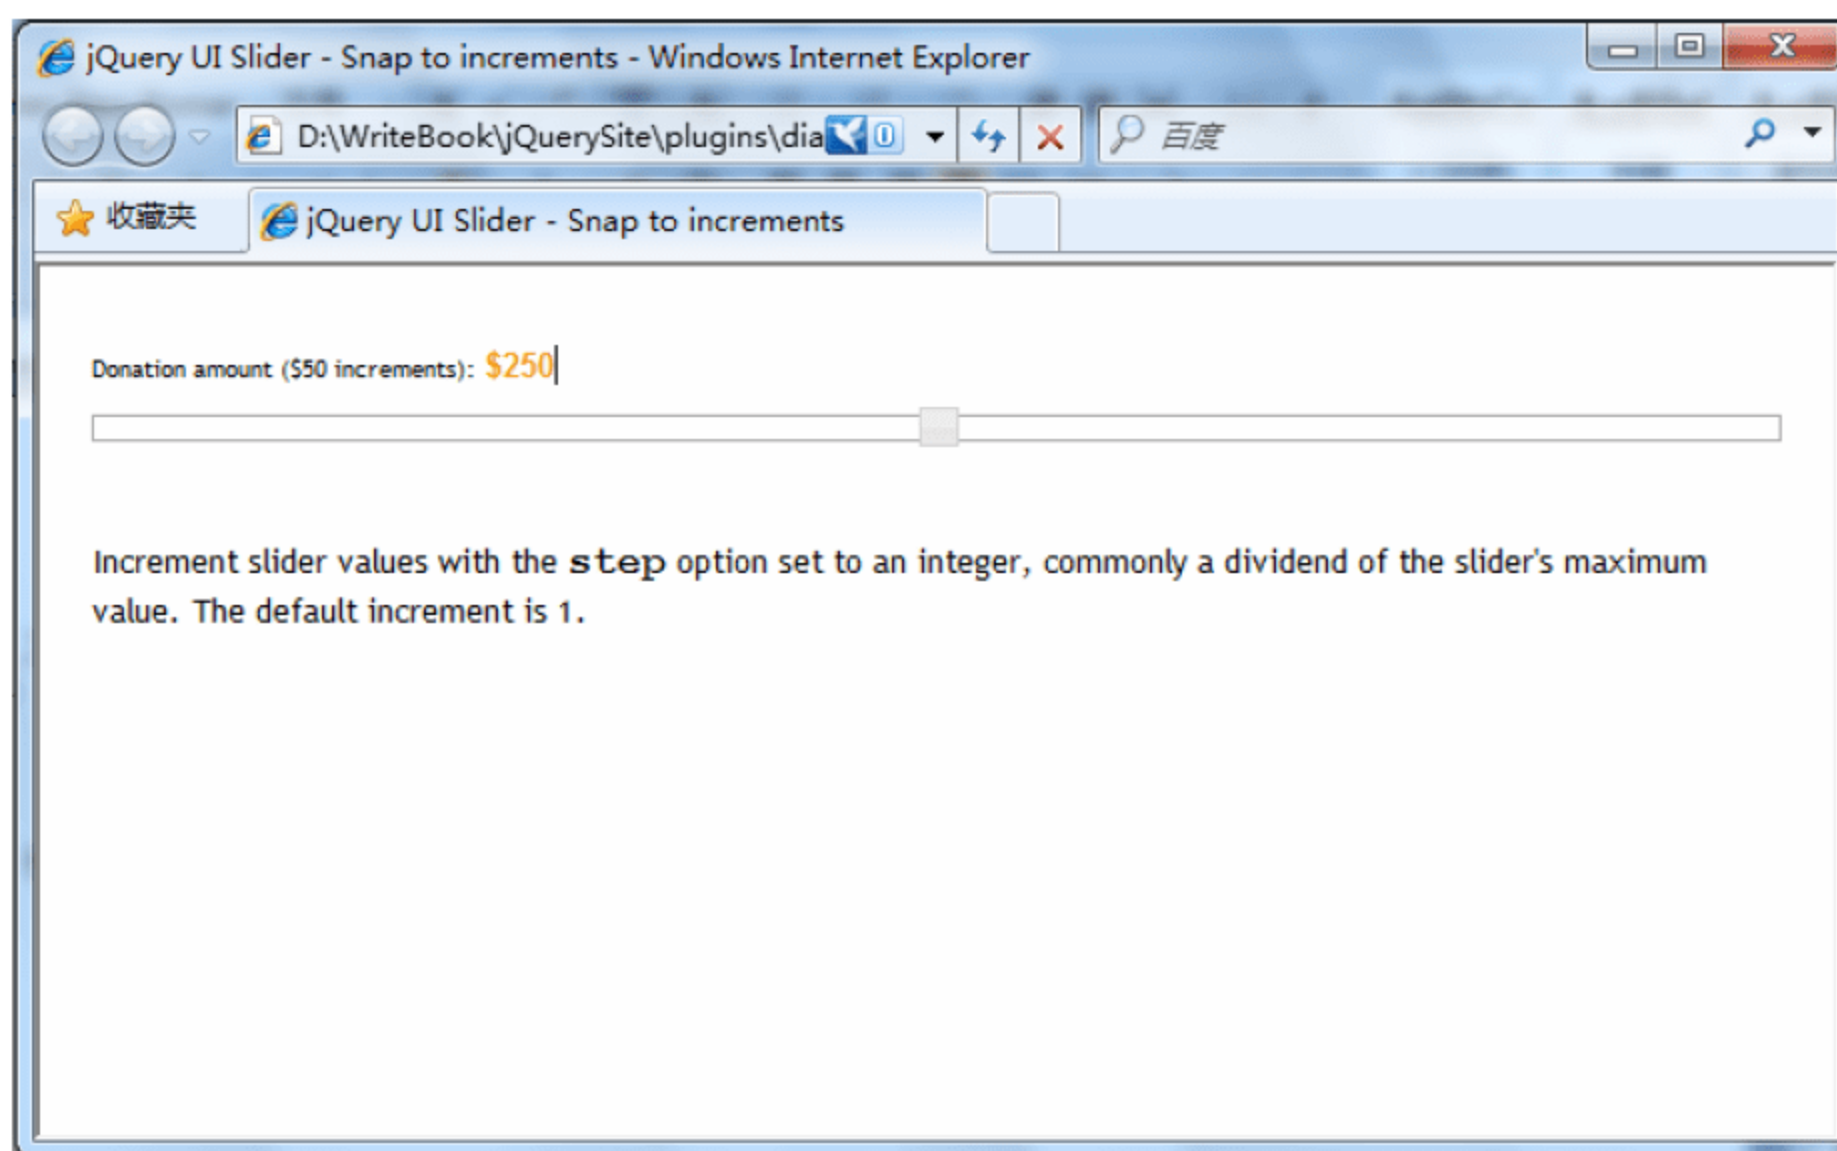 jQuery UI Slider - Snap to increments - Windows Internet Explorer
D:\WriteBook\jQuerySite\plugins\dia 0 百度
收藏夹 jQuery UI Slider - Snap to increments
Donation amount ($50 increments): $250
Increment slider values with the step option set to an integer, commonly a dividend of the slider's maximum
value. The default increment is 1.